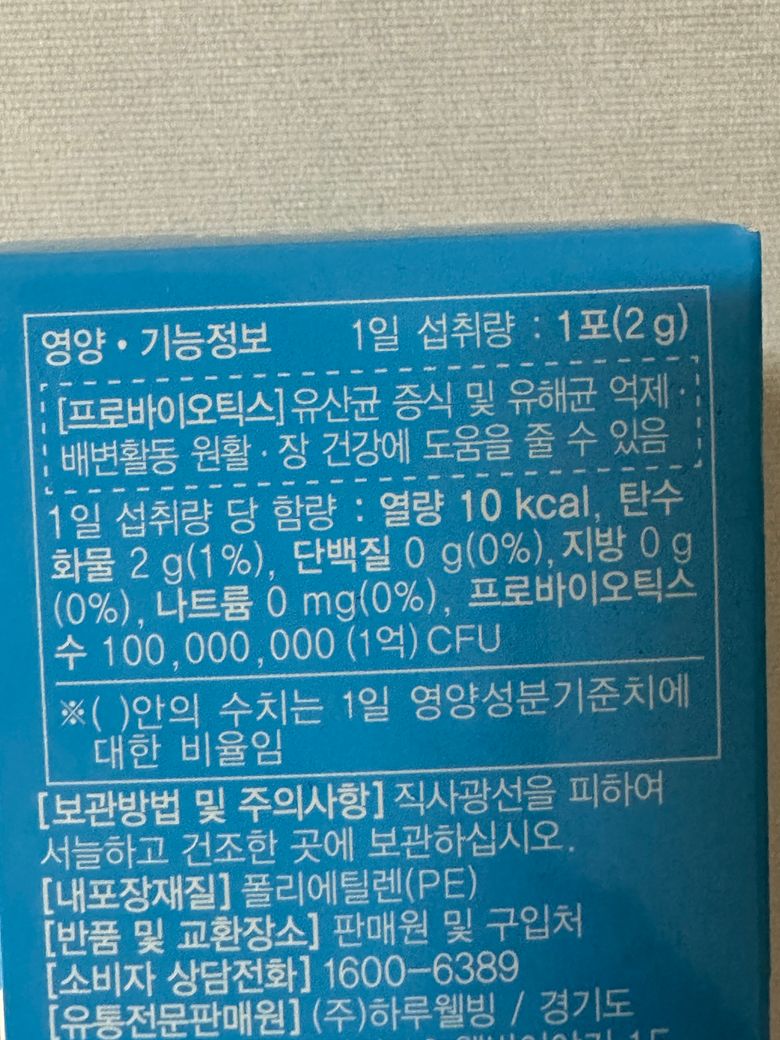 영양 • 기능정보 1일 섭취량 : 1포(2 g)
[프로바이오틱스] 유산균 증식 및 유해균 억제 ·
배변활동 원활 · 장 건강에 도움을 줄 수 있음
1일 섭취량 당 함량 : 열량 10 kcal, 탄수
화물 2 g(1%), 단백질 0 g(0%), 지방 0 g
(0%), 나트륨 0 mg(0%), 프로바이오틱스
수 100,000,000 (1억) CFU
※( )안의 수치는 1일 영양성분기준치에
대한 비율임
[보관방법 및 주의사항] 직사광선을 피하여
서늘하고 건조한 곳에 보관하십시오.
[내포장재질] 폴리에틸렌(PE)
[반품 및 교환장소] 판매원 및 구입처
[소비자 상담전화] 1600-6389
[유통전문판매원] (주)하루웰빙 / 경기도